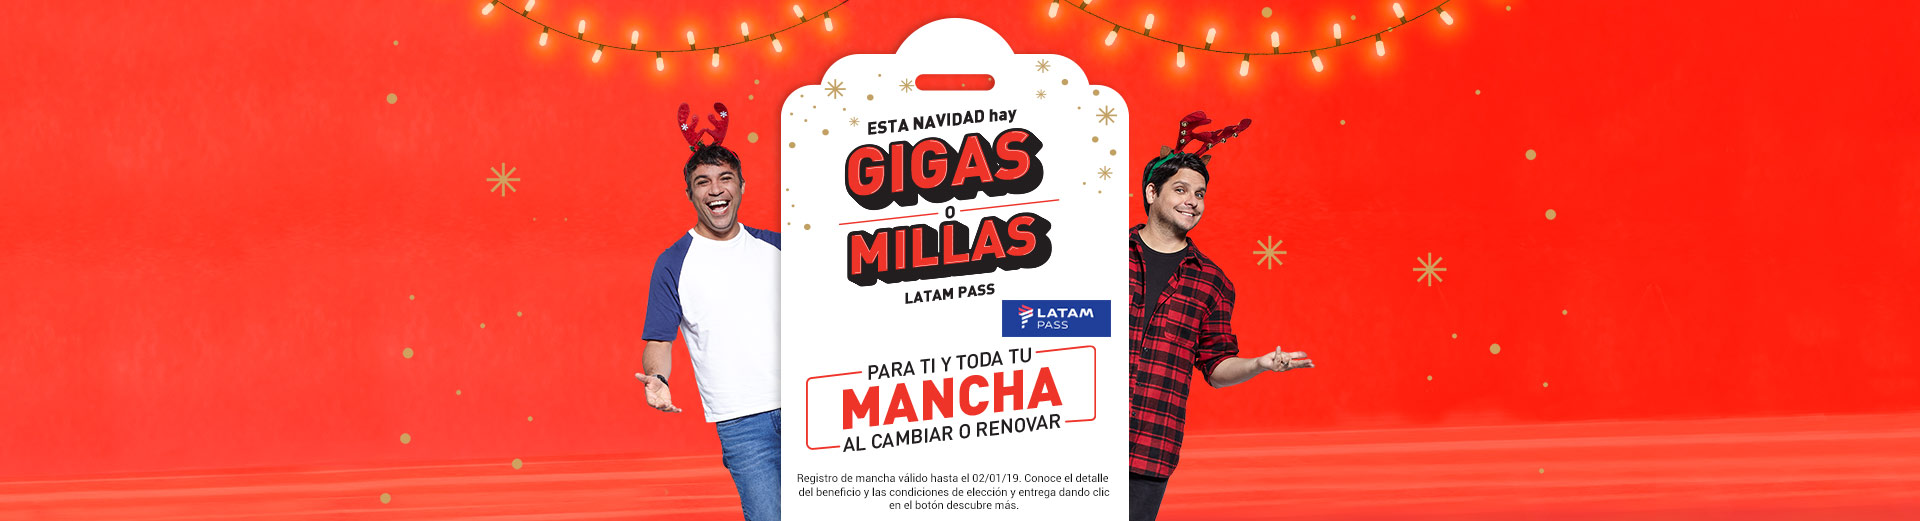 ESTA NAVIDAD hay
GIGAS
O
MILLAS
LATAM PASS
LATAM
PASS
PARA TI Y TODA TU
MANCHA
AL CAMBIAR O RENOVAR
Registro de mancha válido hasta el 02/01/19. Conoce el detalle
del beneficio y las condiciones de elección y entrega dando clic
en el botón descubre más.